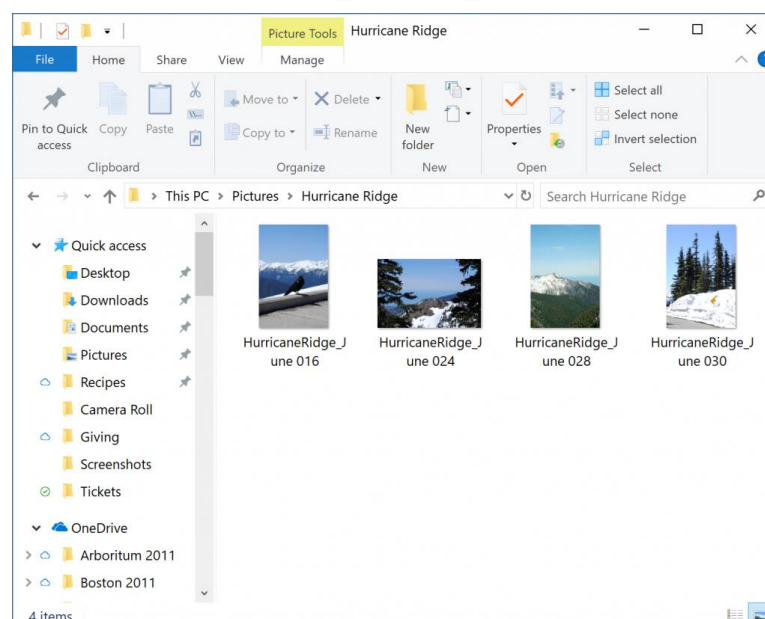 Picture Tools
Hurricane Ridge
File
Home
Share
View
Manage
Pin to Quick
access
Copy
Paste
Clipboard
Move to
Copy to
Delete
Rename
Organize
New
folder
New
Properties
Open
Select all
Select none
Invert selection
Select
This PC > Pictures > Hurricane Ridge
Search Hurricane Ridge
Quick access
Desktop
Downloads
Documents
Pictures
Recipes
Camera Roll
Giving
Screenshots
Tickets
OneDrive
Arboritum 2011
Boston 2011
HurricaneRidge_J
une 016
HurricaneRidge_J
une 024
HurricaneRidge_J
une 028
HurricaneRidge_J
une 030
4 items